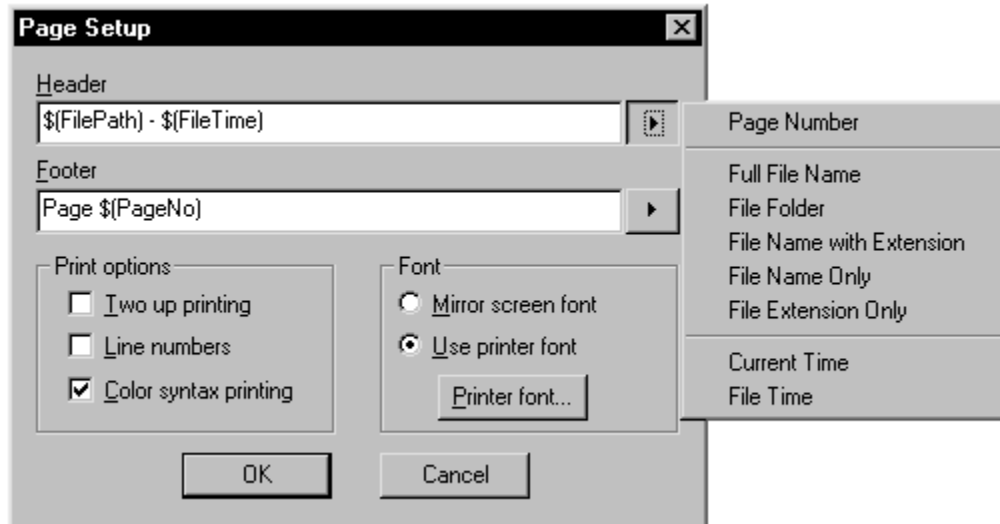 Page Setup
Header
$(FilePath) - $(FileTime)
Footer
Page $(PageNo)
Print options
Two up printing
Line numbers
Color syntax printing
Font
Mirror screen font
Use printer font
Printer font...
OK
Cancel
Page Number
Full File Name
File Folder
File Name with Extension
File Name Only
File Extension Only
Current Time
File Time